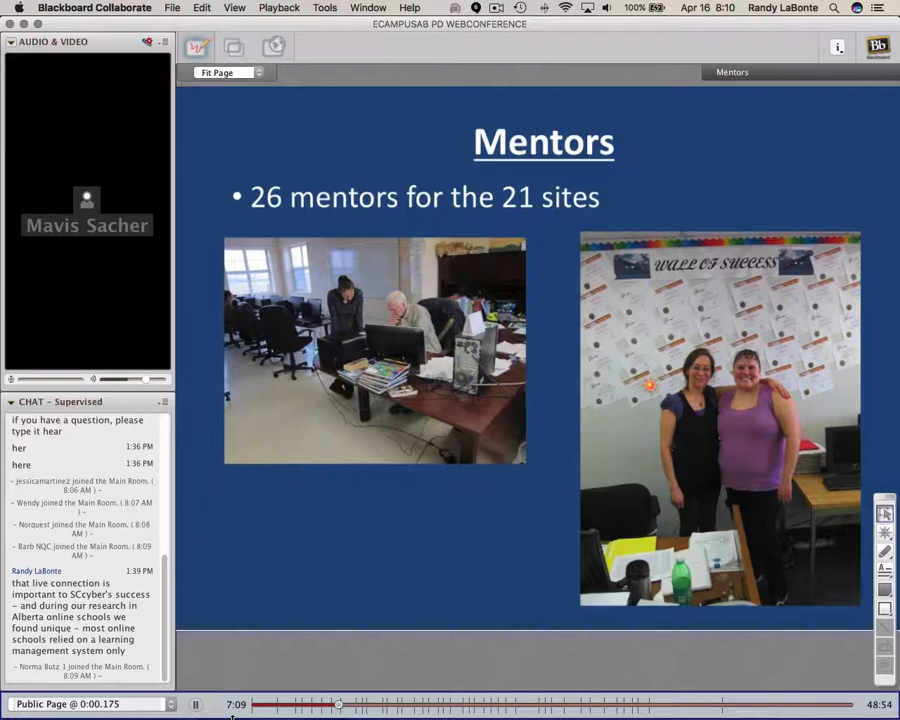 Blackboard Collaborate File Edit View Playback Tools Window Help 100% Apr 16 8:10 Randy LaBonte
ECAMPUSAB PD WEBCONFERENCE
AUDIO & VIDEO
Bb
Blackboard
Fit Page
Mentors
Mavis Sacher
Mentors
• 26 mentors for the 21 sites
WALL OF SUCCESS
CHAT – Supervised
if you have a question, please
type it hear
her 1:36 PM
here 1:36 PM
– jessicamartinez joined the Main Room. (
8:06 AM ) –
– Wendy joined the Main Room. ( 8:07
AM ) –
– Norquest joined the Main Room. ( 8:08
AM ) –
– Barb NQC joined the Main Room. ( 8:09
AM ) –
Randy LaBonte 1:39 PM
that live connection is
important to SCcyber's success
– and during our research in
Alberta online schools we
found unique – most online
schools relied on a learning
management system only
– Norma Butz 1 joined the Main Room. (
8:09 AM ) –
Public Page @ 0:00.175
7:09
48:54